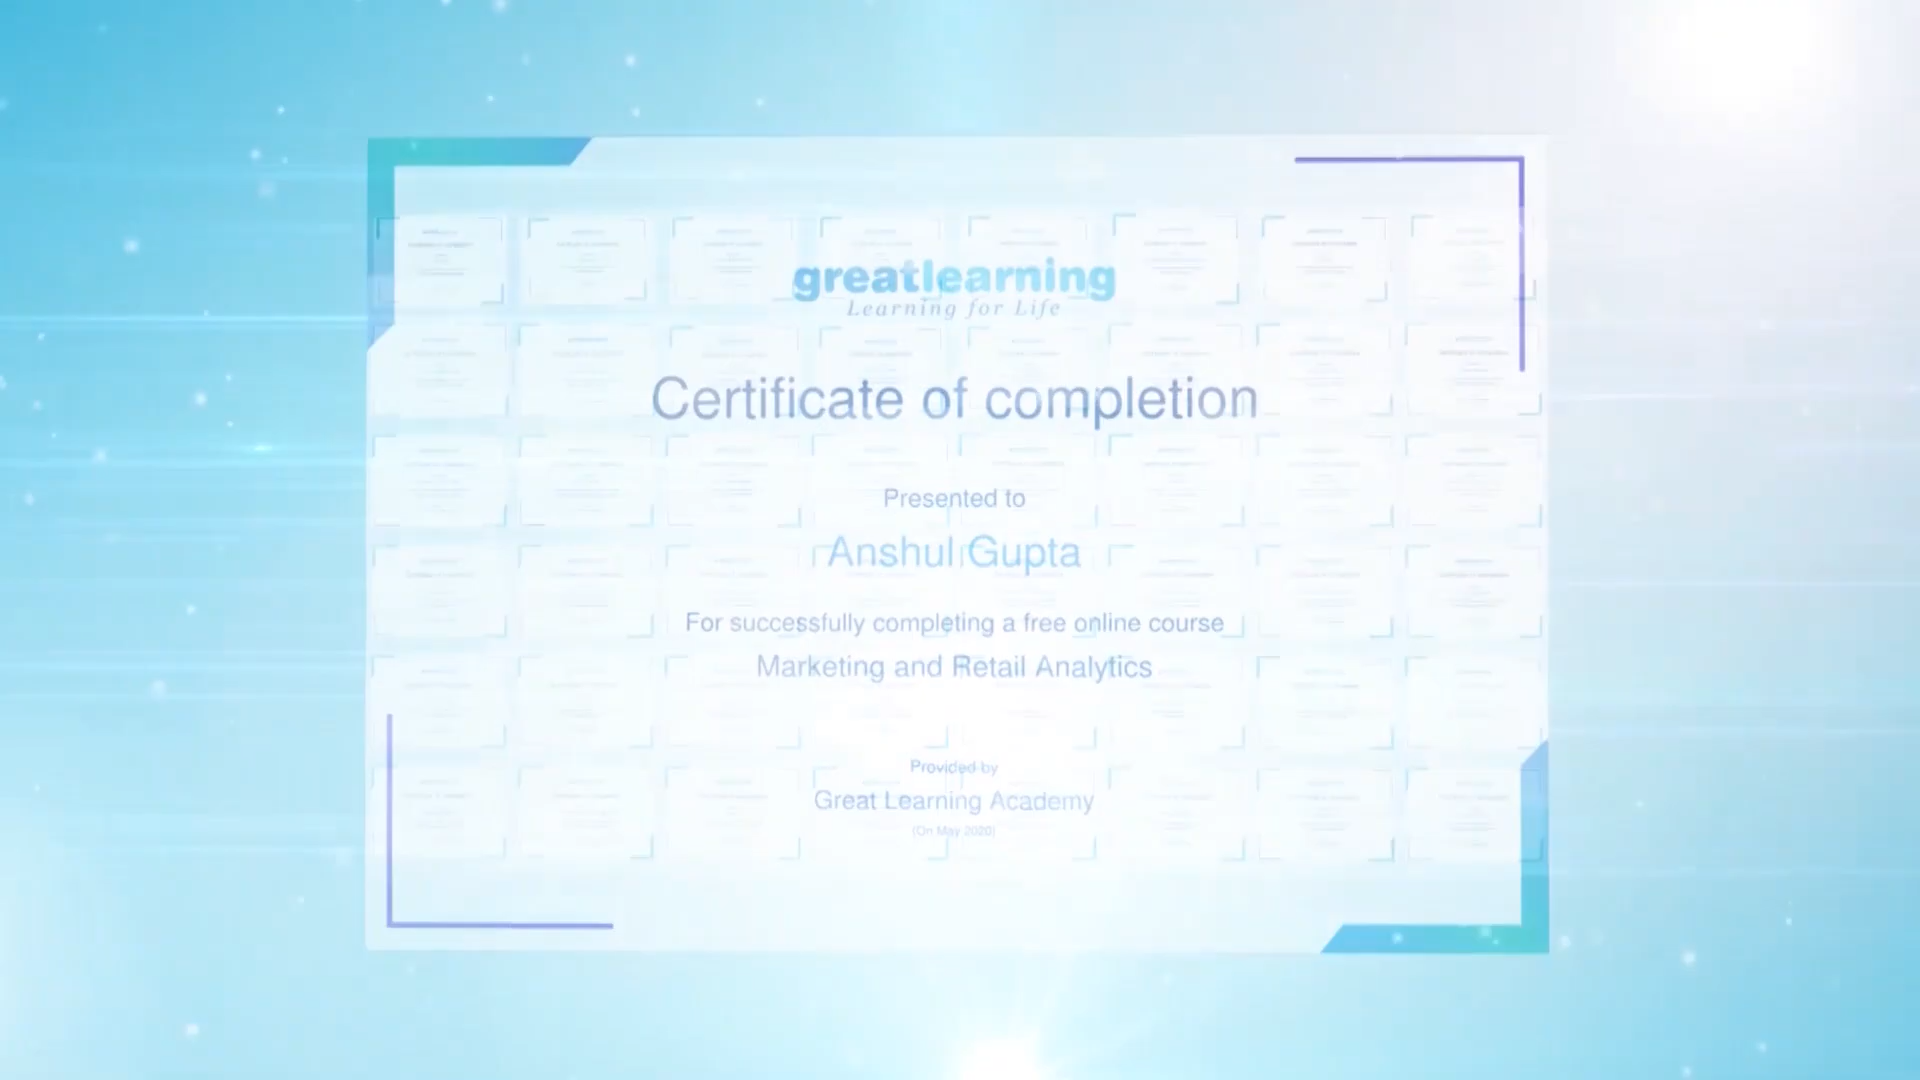 greatlearning
Learning for Life
Certificate of completion
Presented to
Anshul Gupta
For successfully completing a free online course
Marketing and Retail Analytics
Provided by
Great Learning Academy
(On May 2020)